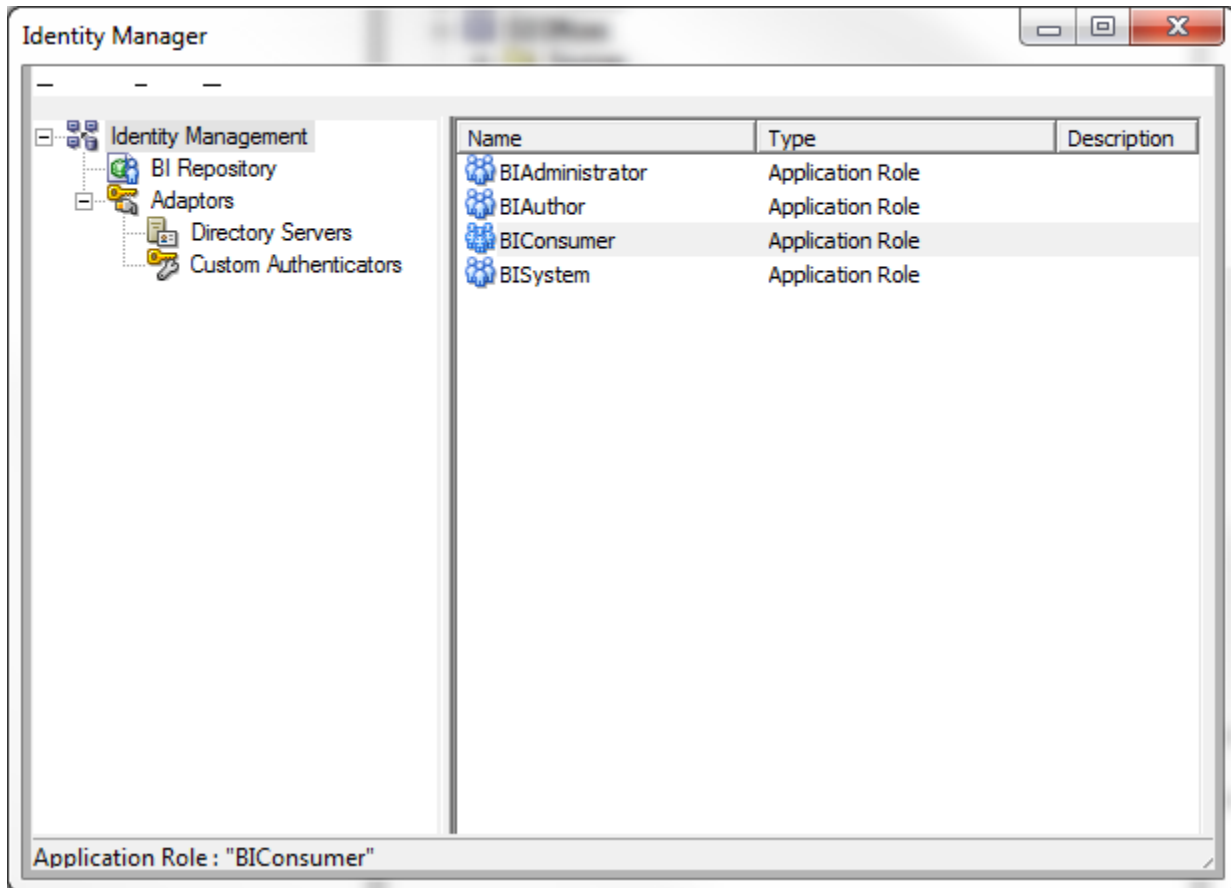 Identity Manager
Identity Management
BI Repository
Adaptors
Directory Servers
Custom Authenticators
Name Type Description
BIAdministrator Application Role
BIAuthor Application Role
BIConsumer Application Role
BISystem Application Role
Application Role : "BIConsumer"